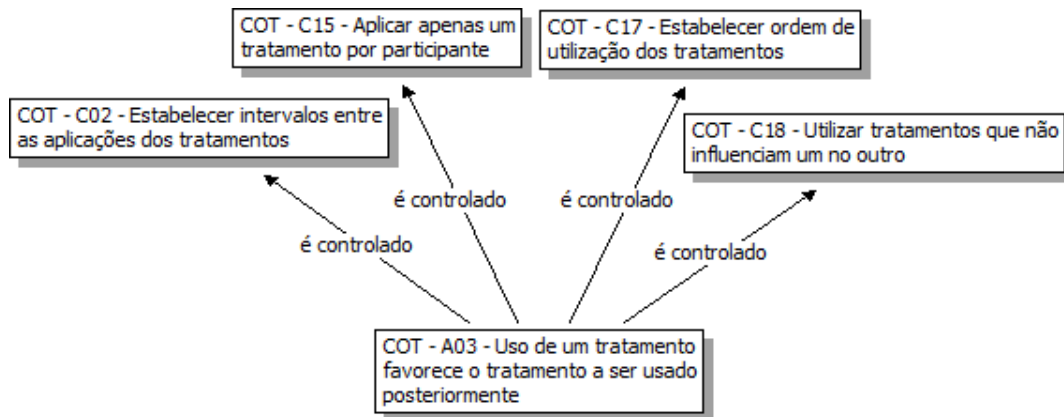 COT - C15 - Aplicar apenas um
tratamento por participante
COT - C17 - Estabelecer ordem de
utilização dos tratamentos
COT - C02 - Estabelecer intervalos entre
as aplicações dos tratamentos
COT - C18 - Utilizar tratamentos que não
influenciam um no outro
é controlado
é controlado
é controlado
é controlado
COT - A03 - Uso de um tratamento
favorece o tratamento a ser usado
posteriormente